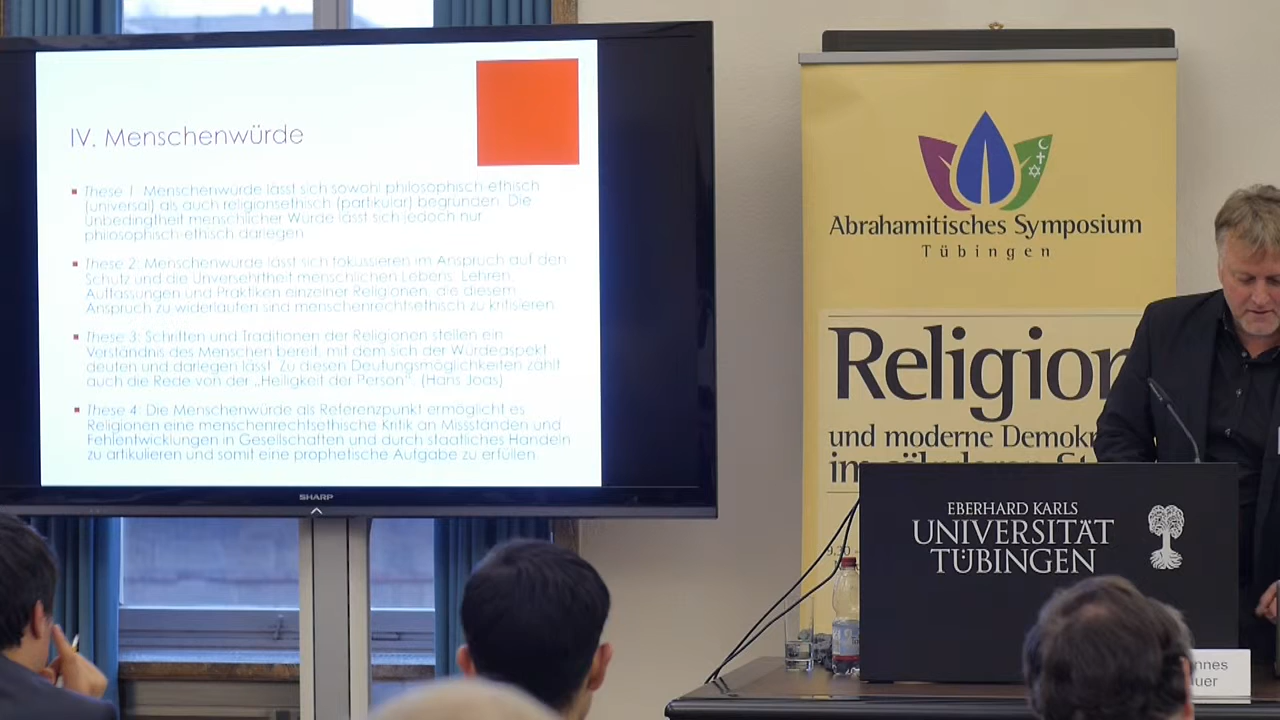 IV. Menschenwürde
These 1: Menschenwürde lässt sich sowohl philosophisch-ethisch
(universal) als auch religionsethisch (partikular) begründen. Die
Unbedingtheit menschlicher Würde lässt sich jedoch nur
philosophisch-ethisch darlegen.
These 2: Menschenwürde lässt sich fokussieren im Anspruch auf den
Schutz und die Unversehrtheit menschlichen Lebens. Lehren,
Auffassungen und Praktiken einzelner Religionen, die diesem
Anspruch zu widerlaufen sind menschenrechtsethisch zu kritisieren.
These 3: Schriften und Traditionen der Religionen stellen ein
Verständnis des Menschen bereit, mit dem sich der Würdeaspekt
deuten und darlegen lässt. Zu diesen Deutungsmöglichkeiten zählt
auch die Rede von der „Heiligkeit der Person". (Hans Joas)
These 4: Die Menschenwürde als Referenzpunkt ermöglicht es
Religionen eine menschenrechtsethische Kritik an Missständen und
Fehlentwicklungen in Gesellschaften und durch staatliches Handeln
zu artikulieren und somit eine prophetische Aufgabe zu erfüllen.
SHARP
Abrahamitisches Symposium
Tübingen
Religion
und moderne Demok
im
9.30
EBERHARD KARLS
UNIVERSITÄT
TÜBINGEN
nnes
uer